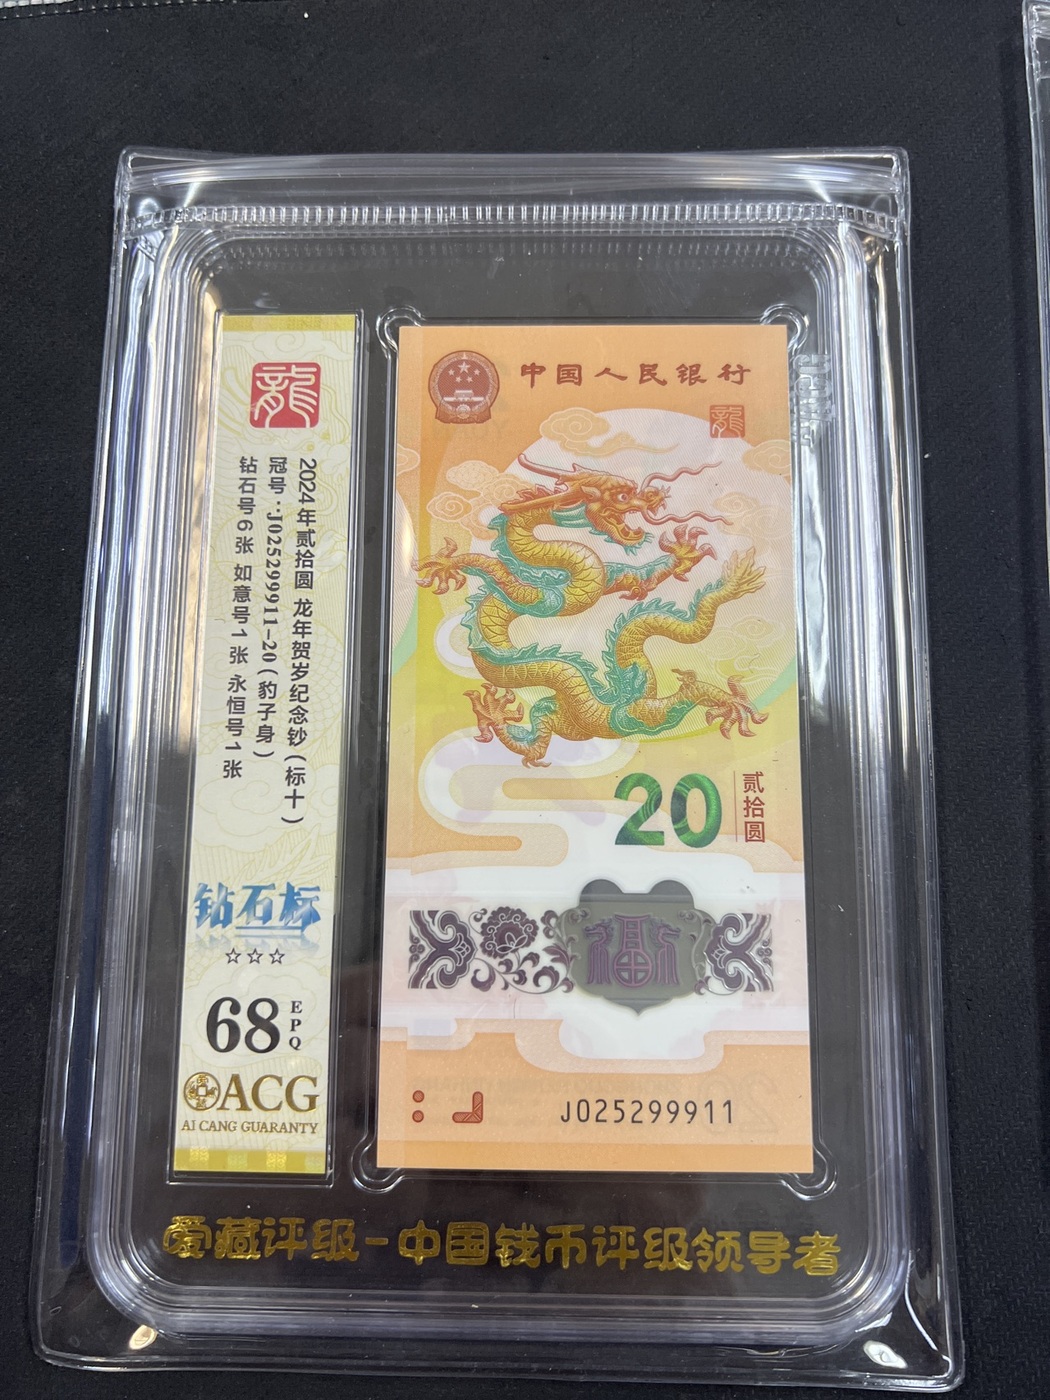 龍
2024年贰拾圆 龙年贺岁纪念钞(标十)
冠号:J025299911-20(豹子身)
钻石号6张 如意号1张 永恒号1张
钻石标
☆☆☆
68
EPQ
ACG
AI CANG GUARANTY
中国人民银行
龍
20
贰拾圆
福
J025299911
爱藏评级-中国钱币评级领导者